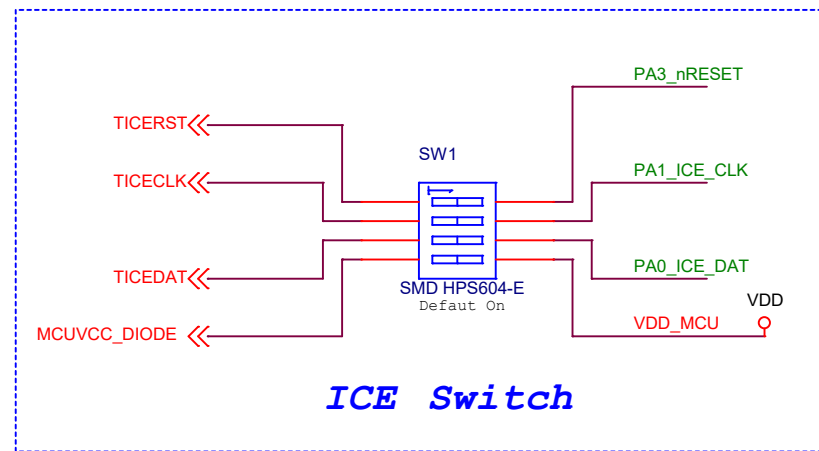 PA3_nRESET
TICERST
SW1
TICECLK
PA1_ICE_CLK
TICEDAT
PA0_ICE_DAT
SMD HPS604-E
Defaut On
VDD
MCUVCC_DIODE
VDD_MCU
ICE Switch